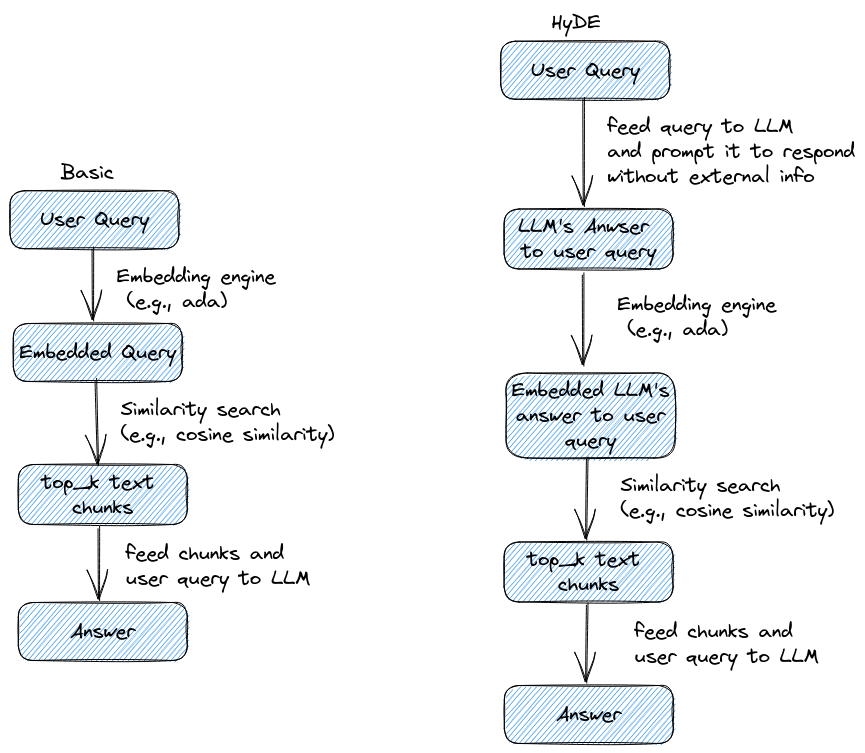 Basic
User Query
Embedding engine
(e.g., ada)
Embedded Query
Similarity search
(e.g., cosine similarity)
top_k text
chunks
feed chunks and
user query to LLM
Answer
HyDE
User Query
feed query to LLM
and prompt it to respond
without external info
LLM's Anwser
to user query
Embedding engine
(e.g., ada)
Embedded LLM's
answer to user
query
Similarity search
(e.g., cosine similarity)
top_k text
chunks
feed chunks and
user query to LLM
Answer